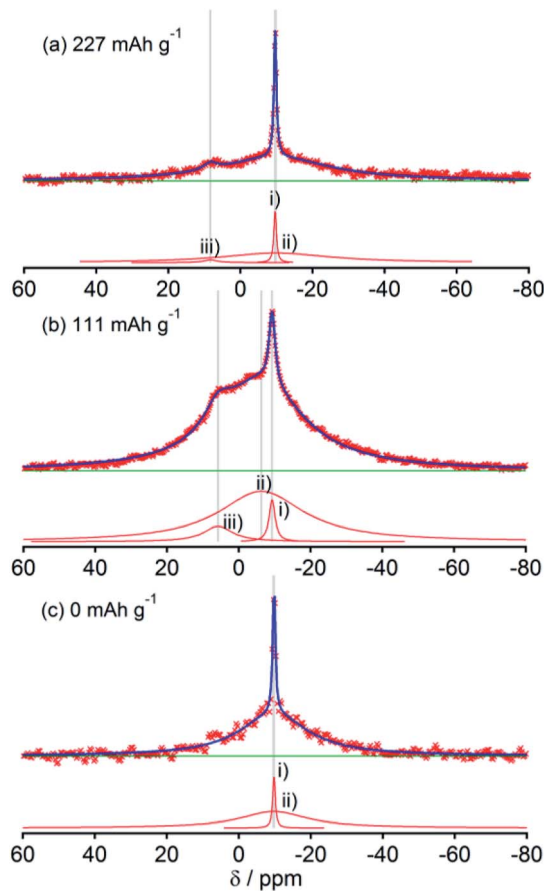 (a) 227 mAh g⁻¹
i)
iii) ii)
60 40 20 0 -20 -40 -60 -80
(b) 111 mAh g⁻¹
ii)
iii) i)
60 40 20 0 -20 -40 -60 -80
(c) 0 mAh g⁻¹
i)
ii)
60 40 20 0 -20 -40 -60 -80
δ / ppm